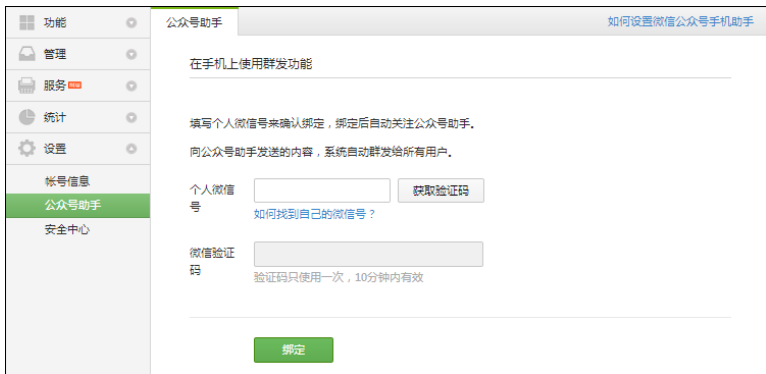 功能
管理
服务 New
统计
设置
帐号信息
公众号助手
安全中心
公众号助手
如何设置微信公众号手机助手
在手机上使用群发功能
填写个人微信号来确认绑定，绑定后自动关注公众号助手。
向公众号助手发送的内容，系统自动群发给所有用户。
个人微信
号
获取验证码
如何找到自己的微信号？
微信验证
码
验证码只使用一次，10分钟内有效
绑定